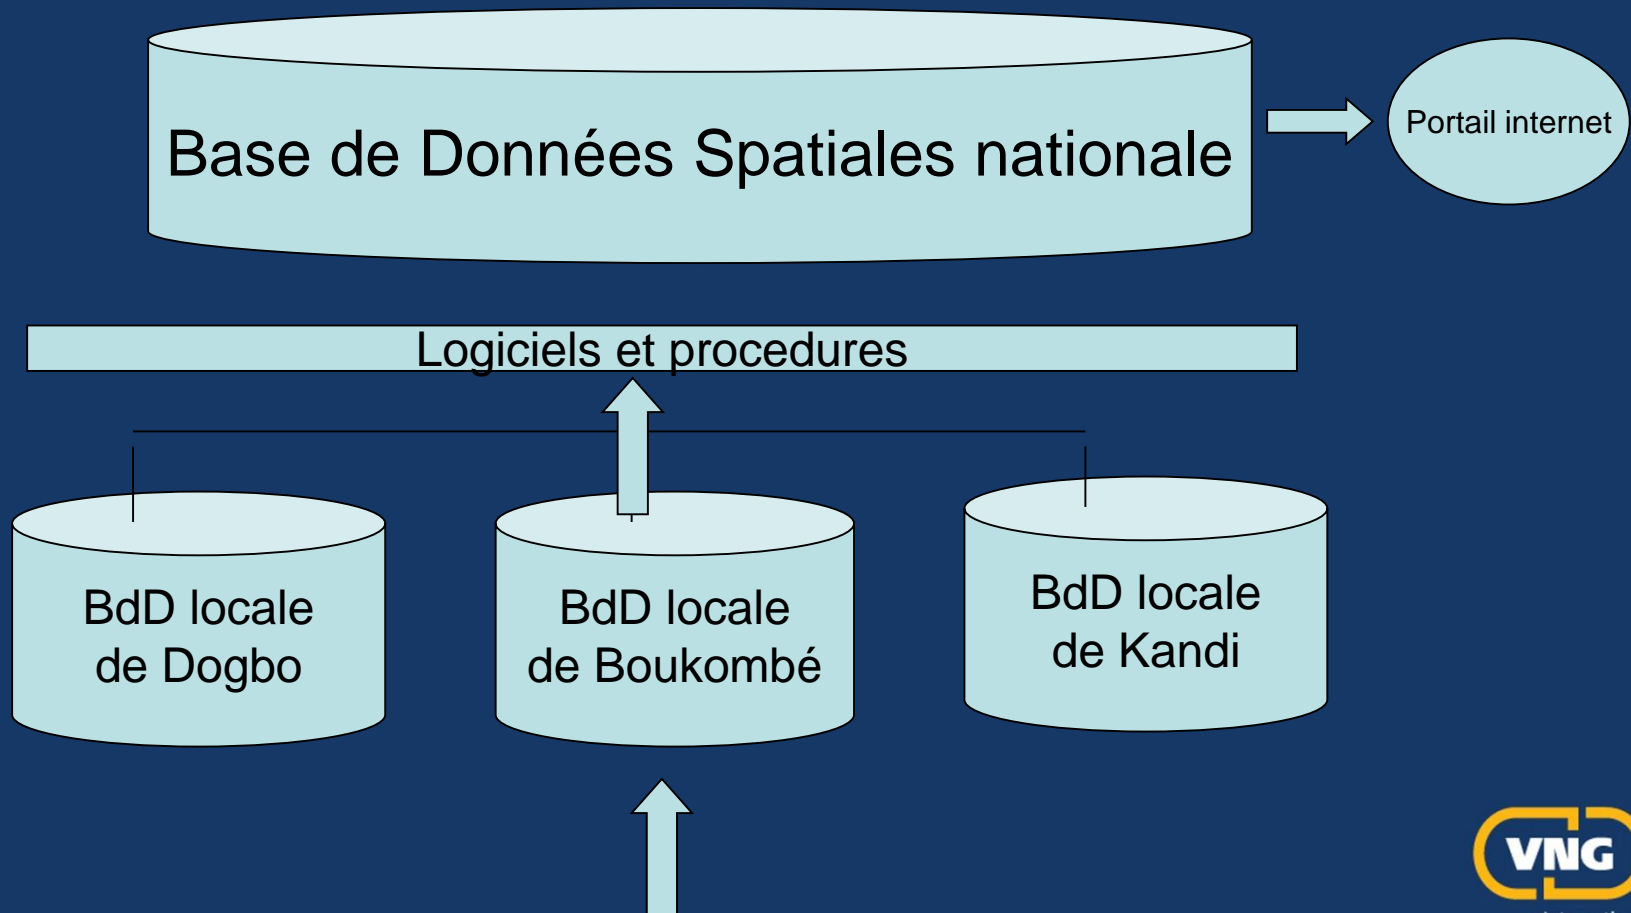 Base de Données Spatiales nationale
Portail internet
Logiciels et procedures
BdD locale
de Dogbo
BdD locale
de Boukombé
BdD locale
de Kandi
VNG